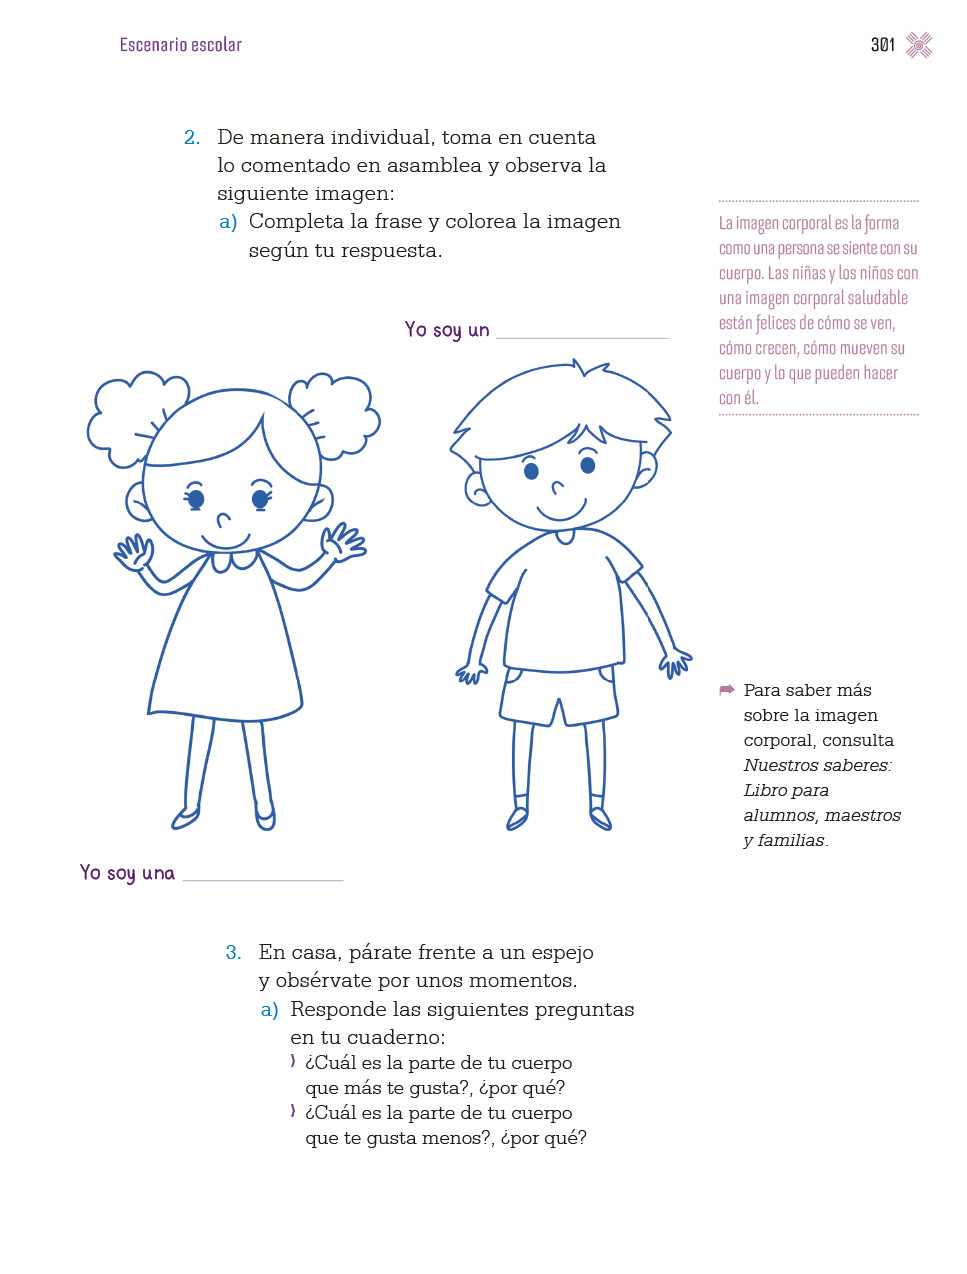 Escenario escolar
301
2. De manera individual, toma en cuenta
lo comentado en asamblea y observa la
siguiente imagen:
a) Completa la frase y colorea la imagen
según tu respuesta.
La imagen corporal es la forma
como una persona se siente con su
cuerpo. Las niñas y los niños con
una imagen corporal saludable
están felices de cómo se ven,
cómo crecen, cómo mueven su
cuerpo y lo que pueden hacer
con él.
Yo soy un
Para saber más
sobre la imagen
corporal, consulta
Nuestros saberes:
Libro para
alumnos, maestros
y familias.
Yo soy una
3. En casa, párate frente a un espejo
y obsérvate por unos momentos.
a) Responde las siguientes preguntas
en tu cuaderno:
¿Cuál es la parte de tu cuerpo
que más te gusta?, ¿por qué?
¿Cuál es la parte de tu cuerpo
que te gusta menos?, ¿por qué?